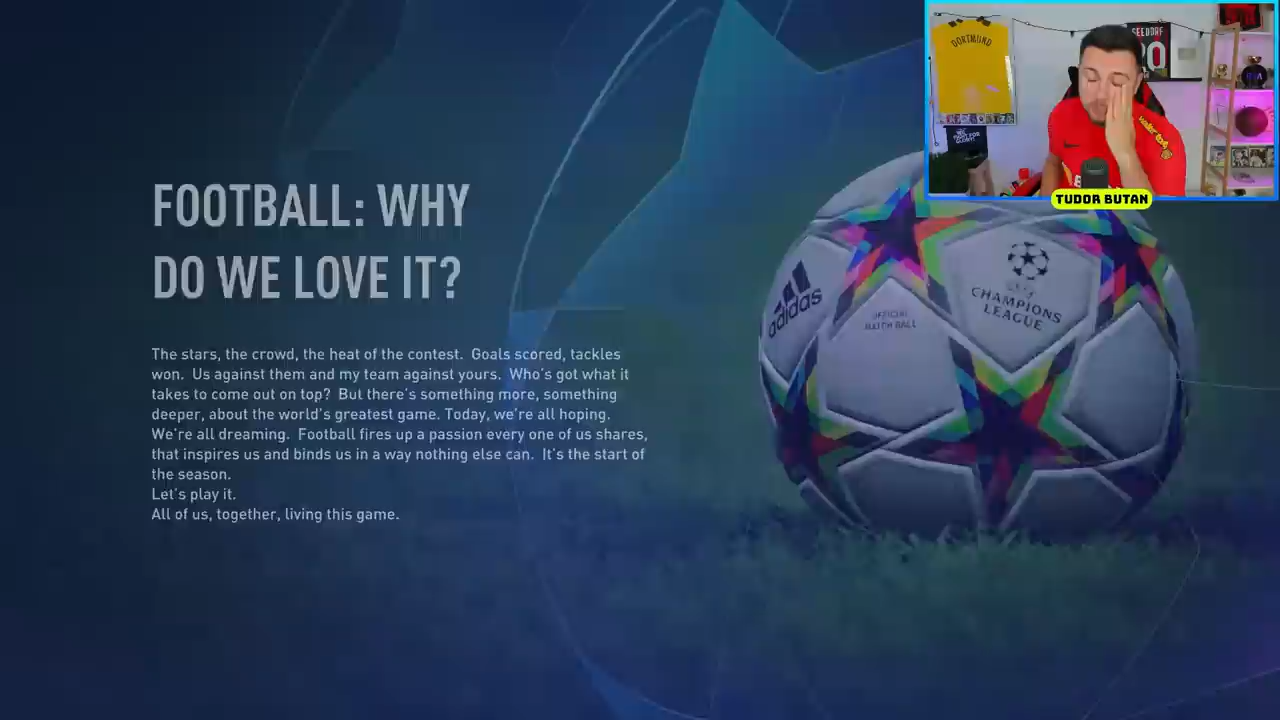 DORTMUND
SEEDORF
TUDOR BUTAN
FOOTBALL: WHY
DO WE LOVE IT?
The stars, the crowd, the heat of the contest.  Goals scored, tackles
won.  Us against them and my team against yours.  Who's got what it
takes to come out on top?  But there's something more, something
deeper, about the world's greatest game. Today, we're all hoping.
We're all dreaming.  Football fires up a passion every one of us shares,
that inspires us and binds us in a way nothing else can.  It's the start of
the season.
Let's play it.
All of us, together, living this game.
adidas
OFFICIAL
MATCH BALL
UEFA
CHAMPIONS
LEAGUE